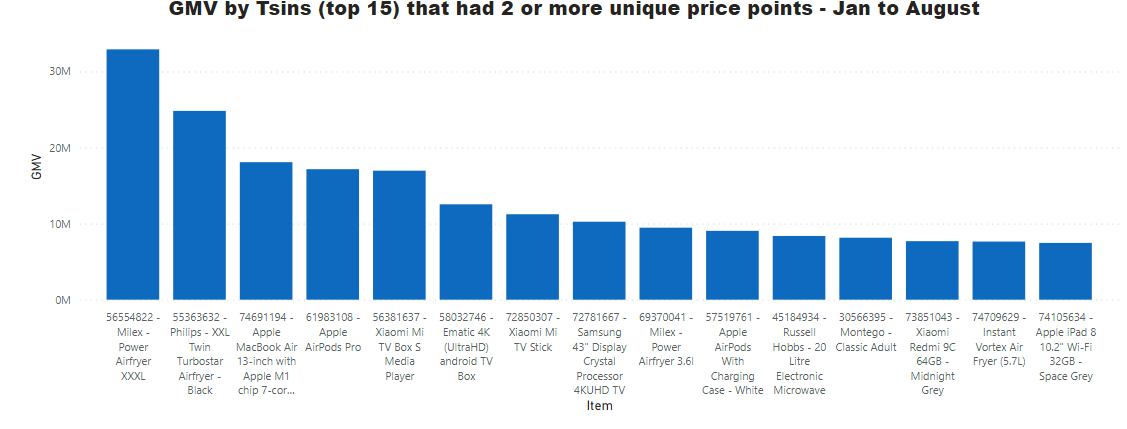 GMV by Tsins (top 15) that had 2 or more unique price points - Jan to August
30M
20M
10M
0M
GMV
56554822 -
Milex -
Power
Airfryer
XXXL
55363632 -
Philips - XXL
Twin
Turbostar
Airfryer -
Black
74691194 -
Apple
MacBook Air
13-inch with
Apple M1
chip 7-cor...
61983108 -
Apple
AirPods Pro
56381637 -
Xiaomi Mi
TV Box S
Media
Player
58032746 -
Ematic 4K
(UltraHD)
android TV
Box
72850307 -
Xiaomi Mi
TV Stick
72781667 -
Samsung
43" Display
Crystal
Processor
4KUHD TV
69370041 -
Milex -
Power
Airfryer 3.6l
57519761 -
Apple
AirPods
With
Charging
Case - White
45184934 -
Russell
Hobbs - 20
Litre
Electronic
Microwave
30566395 -
Montego -
Classic Adult
73851043 -
Xiaomi
Redmi 9C
64GB -
Midnight
Grey
74709629 -
Instant
Vortex Air
Fryer (5.7L)
74105634 -
Apple iPad 8
10.2" Wi-Fi
32GB -
Space Grey
Item